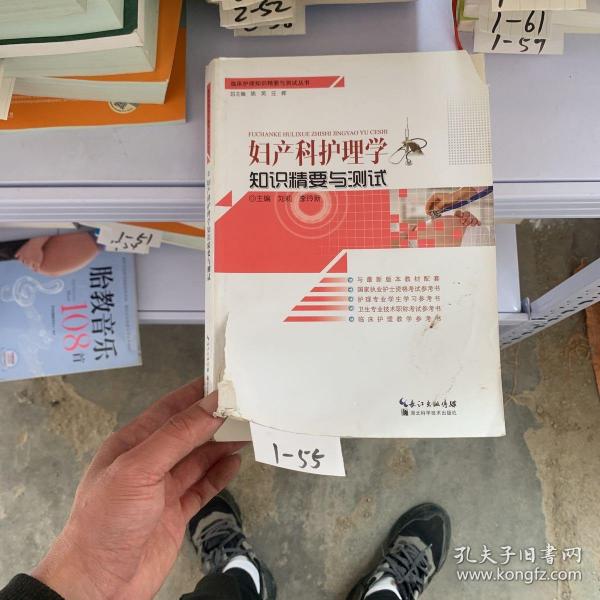 2-52
1-61
1-57
临床护理知识精要与测试丛书
FUCHANKE HULIXUE ZHISHI JINGYAO YU CESHI
妇产科护理学
知识精要与测试
与最新版本教材配套
国家执业护士资格考试参考书
护理专业学生学习参考书
卫生专业技术职称考试参考书
临床护理教学参考书
长江出版传媒
湖北科学技术出版社
1-55
胎教音乐
108首
孔夫子旧书网
www.kongfz.com